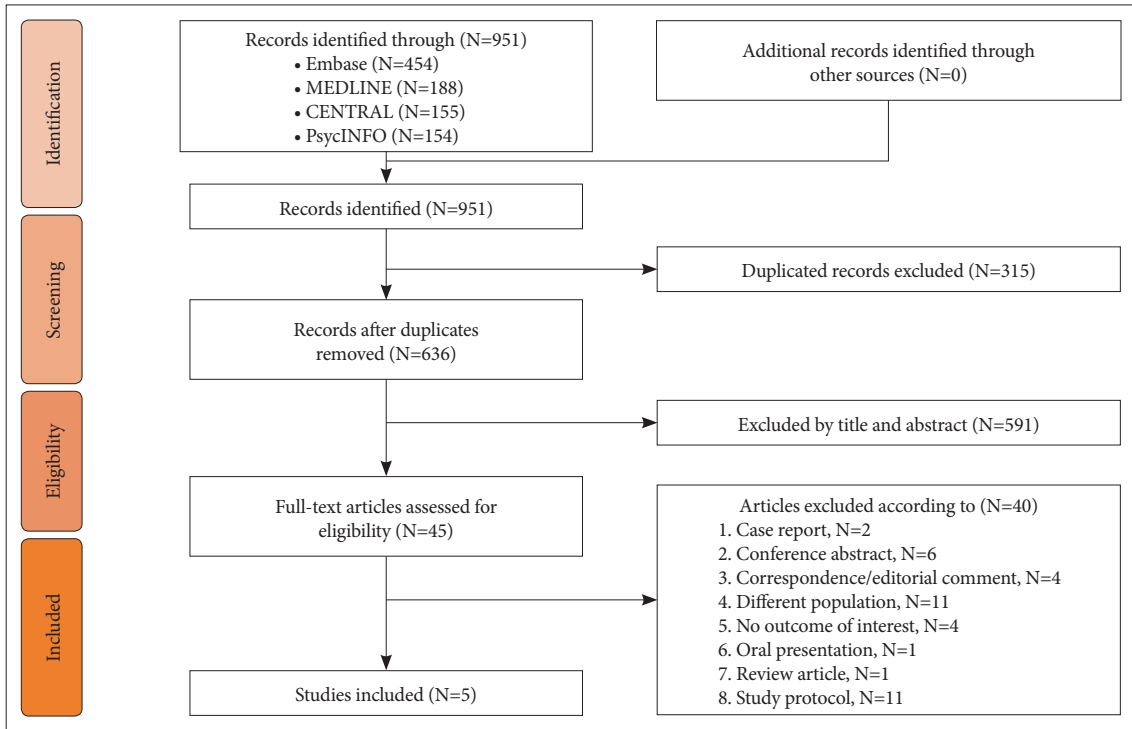 Identification
Records identified through (N=951)
• Embase (N=454)
• MEDLINE (N=188)
• CENTRAL (N=155)
• PsycINFO (N=154)
Additional records identified through
other sources (N=0)
Records identified (N=951)
Screening
Duplicated records excluded (N=315)
Records after duplicates
removed (N=636)
Eligibility
Excluded by title and abstract (N=591)
Full-text articles assessed for
eligibility (N=45)
Articles excluded according to (N=40)
1. Case report, N=2
2. Conference abstract, N=6
3. Correspondence/editorial comment, N=4
4. Different population, N=11
5. No outcome of interest, N=4
6. Oral presentation, N=1
7. Review article, N=1
8. Study protocol, N=11
Included
Studies included (N=5)